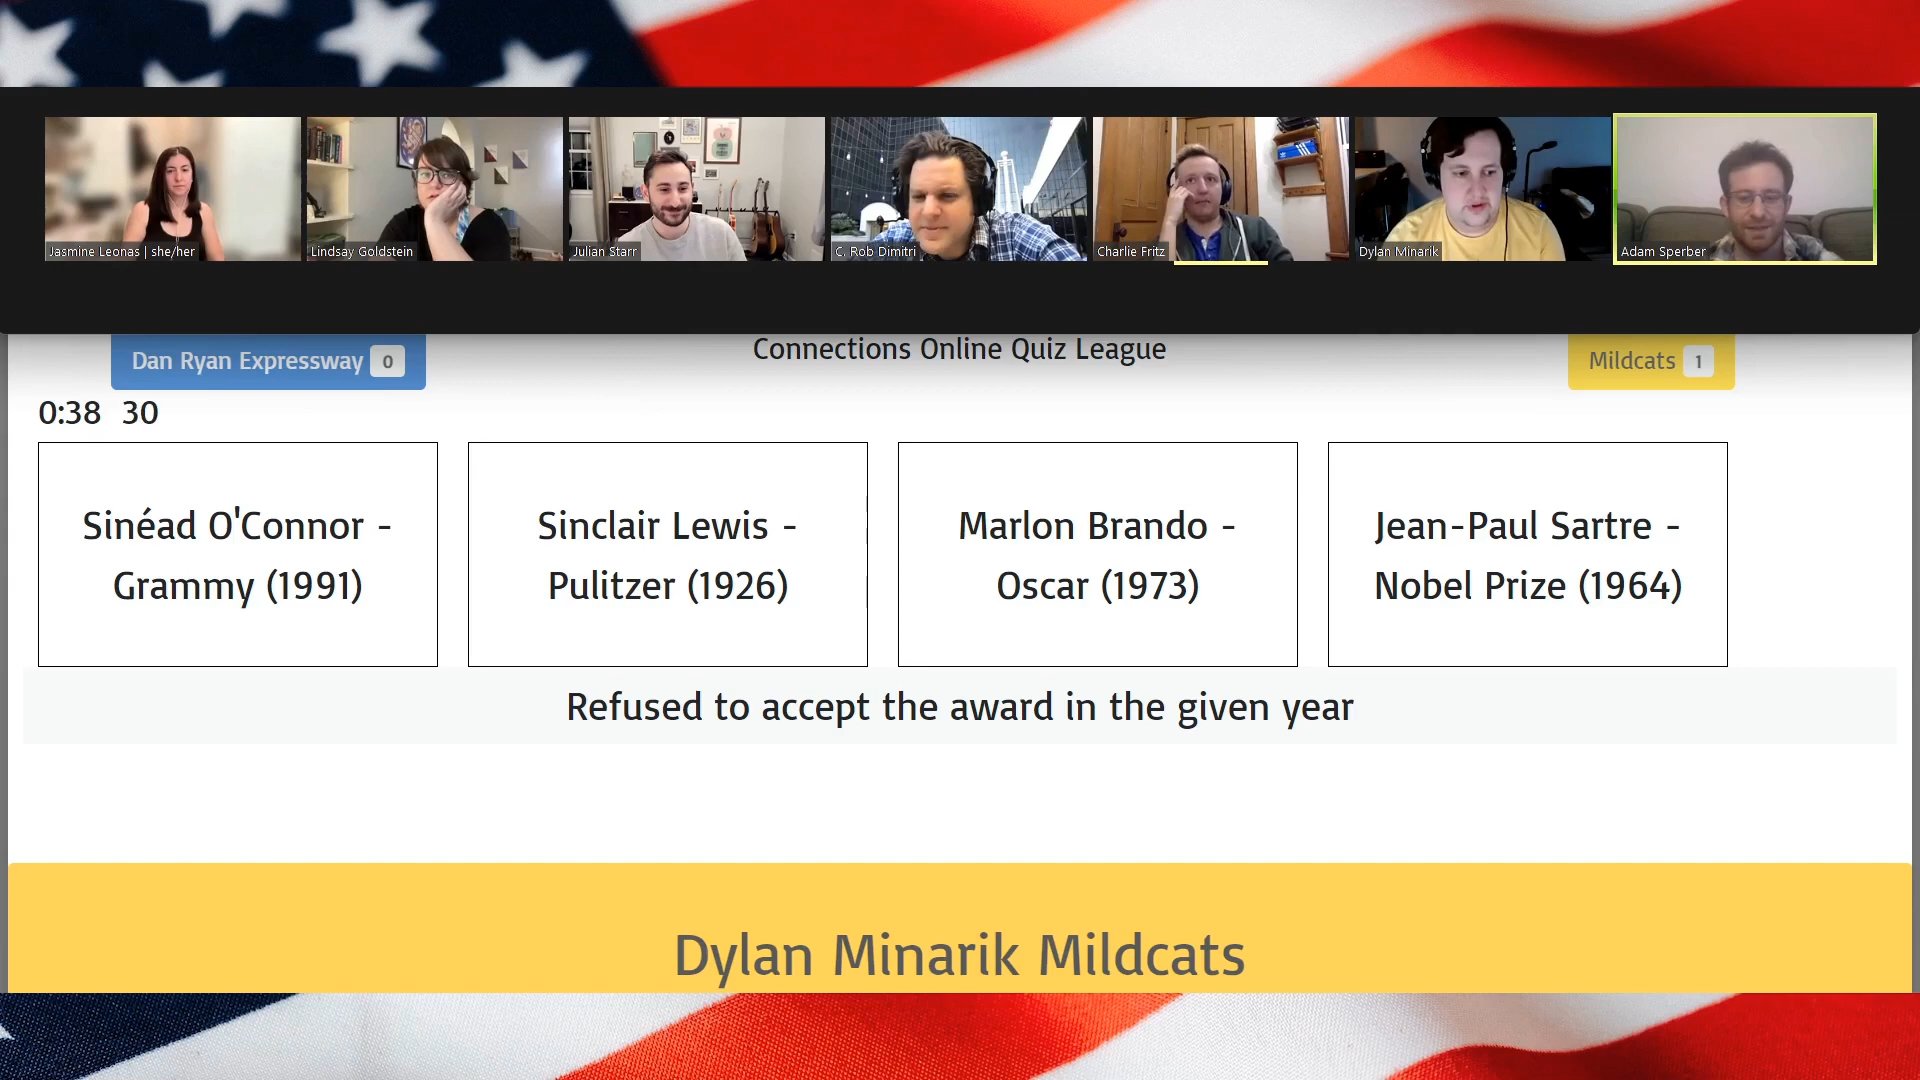 Jasmine Leonas | she/her
Lindsay Goldstein
Julian Starr
C. Rob Dimitri
Charlie Fritz
Dylan Minarik
Adam Sperber
Dan Ryan Expressway 0
Connections Online Quiz League
Mildcats 1
0:38 30
Sinéad O'Connor -
Grammy (1991)
Sinclair Lewis -
Pulitzer (1926)
Marlon Brando -
Oscar (1973)
Jean-Paul Sartre -
Nobel Prize (1964)
Refused to accept the award in the given year
Dylan Minarik Mildcats